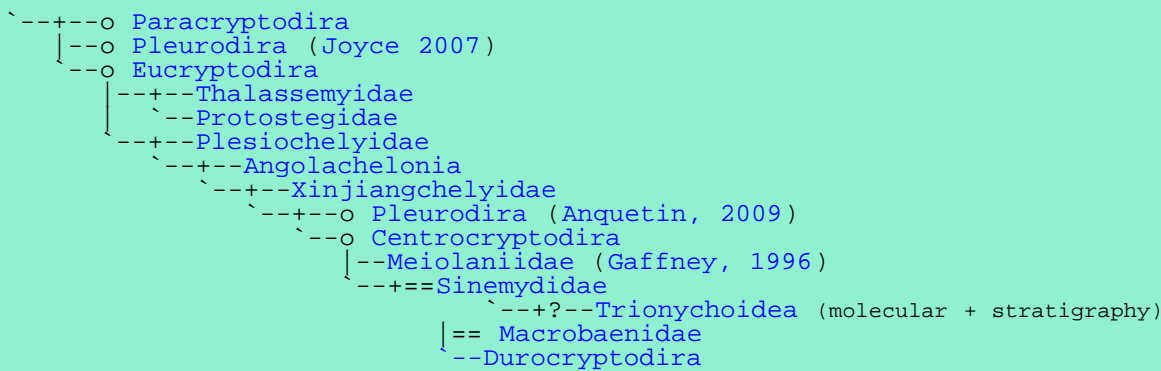 `--+--o Paracryptodira
   |--o Pleurodira (Joyce 2007)
   `--o Eucryptodira
      |--+--Thalassemyidae
      |  `--Protostegidae
      `--+--Plesiochelyidae
         `--+--Angolachelonia
            `--+--Xinjiangchelyidae
               `--+--o Pleurodira (Anquetin, 2009)
                  `--o Centrocryptodira
                     |--Meiolaniidae (Gaffney, 1996)
                     `--+==Sinemydidae
                              `--+?--Trionychoidea (molecular + stratigraphy)
                           |== Macrobaenidae
                           `--Durocryptodira